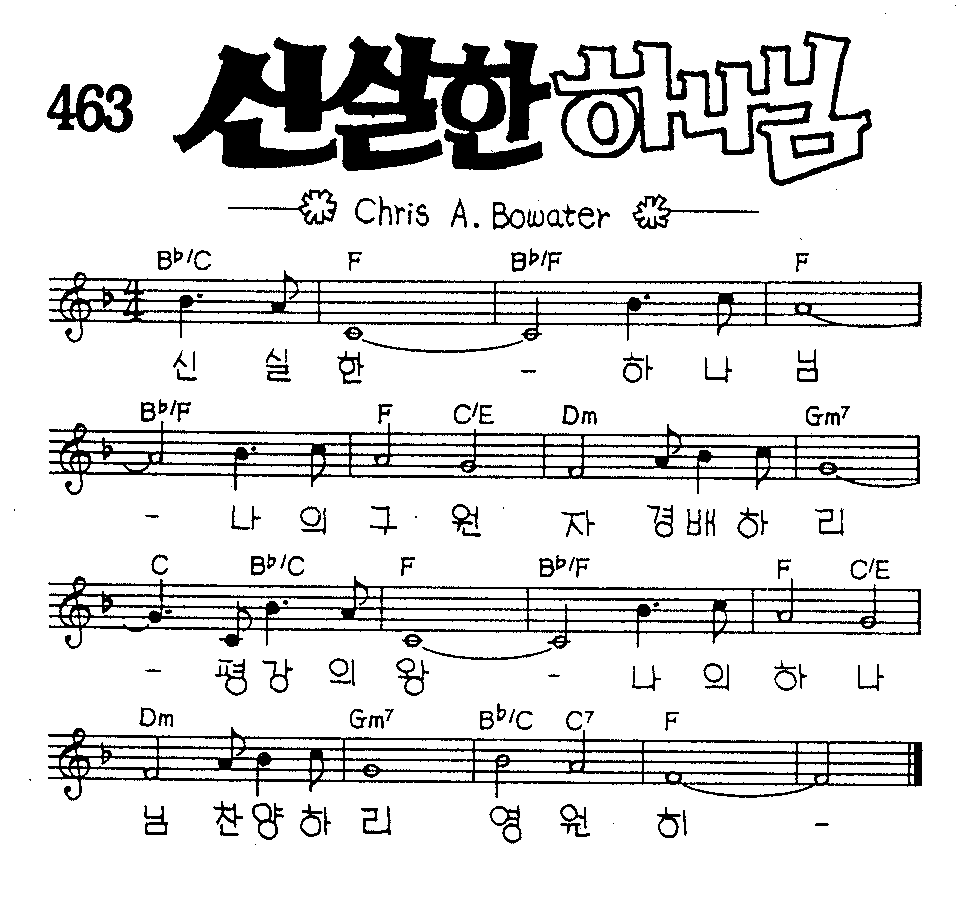 463 신실한 하나님
Chris A. Bowater
B♭/C F B♭/F F
신 실 한 - 하 나 님
B♭/F F C/E Dm Gm7
- 나 의 구 원 자 경 배 하 리
C B♭/C F B♭/F F C/E
- 평 강 의 왕 - 나 의 하 나
Dm Gm7 B♭/C C7 F
님 찬 양 하 리 영 원 히 -